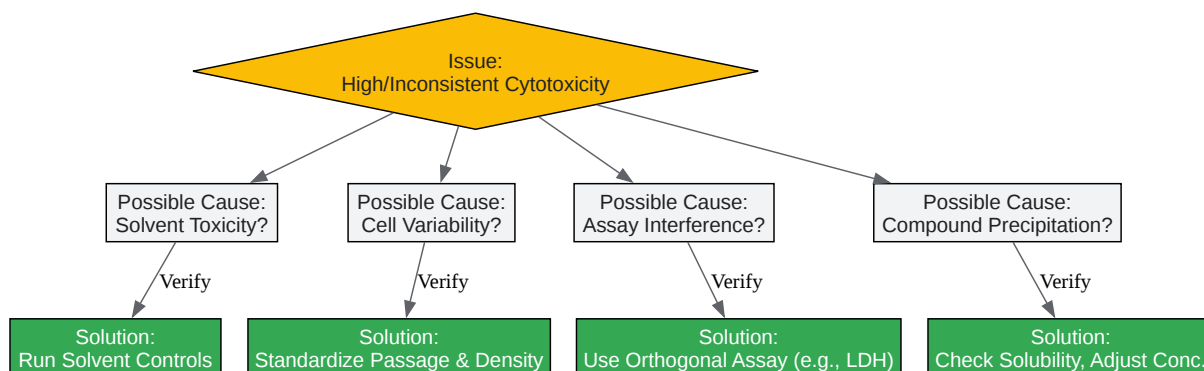 Issue:
High/Inconsistent Cytotoxicity
Possible Cause:
Solvent Toxicity?
Possible Cause:
Cell Variability?
Possible Cause:
Assay Interference?
Possible Cause:
Compound Precipitation?
Verify
Verify
Verify
Verify
Solution:
Run Solvent Controls
Solution:
Standardize Passage & Density
Solution:
Use Orthogonal Assay (e.g., LDH)
Solution:
Check Solubility, Adjust Conc.